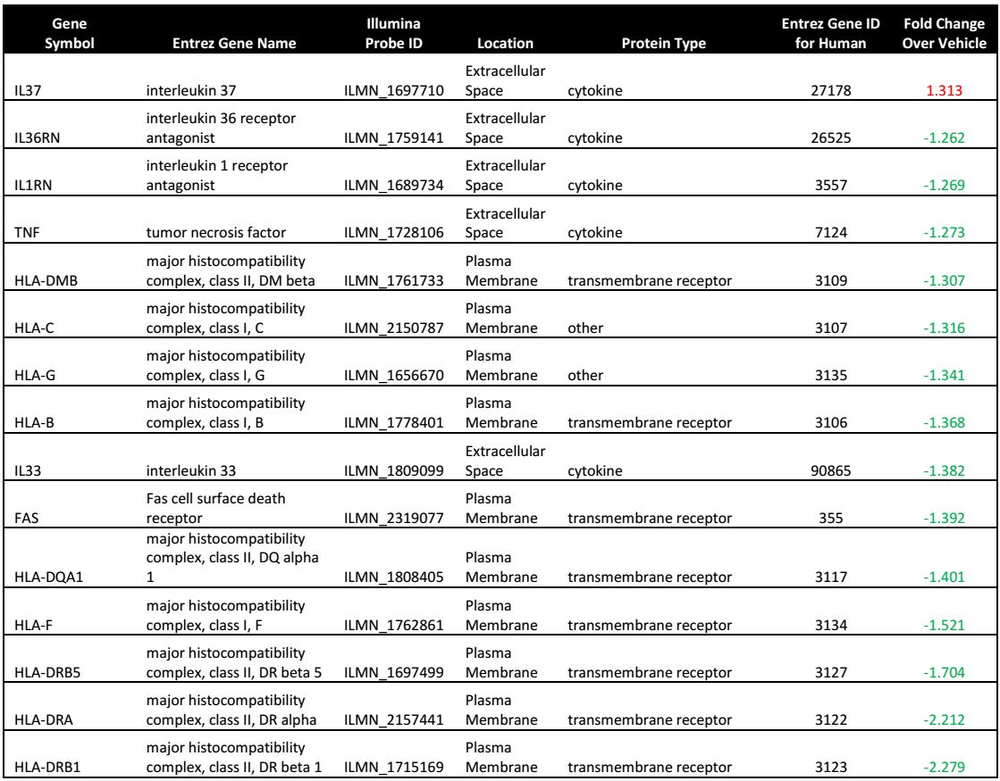 Gene Symbol Entrez Gene Name Illumina Probe ID Location Protein Type Entrez Gene ID for Human Fold Change Over Vehicle
IL37 interleukin 37 ILMN_1697710 Extracellular Space cytokine 27178 1.313
IL36RN interleukin 36 receptor antagonist ILMN_1759141 Extracellular Space cytokine 26525 -1.262
IL1RN interleukin 1 receptor antagonist ILMN_1689734 Extracellular Space cytokine 3557 -1.269
TNF tumor necrosis factor ILMN_1728106 Extracellular Space cytokine 7124 -1.273
HLA-DMB major histocompatibility complex, class II, DM beta ILMN_1761733 Plasma Membrane transmembrane receptor 3109 -1.307
HLA-C major histocompatibility complex, class I, C ILMN_2150787 Plasma Membrane other 3107 -1.316
HLA-G major histocompatibility complex, class I, G ILMN_1656670 Plasma Membrane other 3135 -1.341
HLA-B major histocompatibility complex, class I, B ILMN_1778401 Plasma Membrane transmembrane receptor 3106 -1.368
IL33 interleukin 33 ILMN_1809099 Extracellular Space cytokine 90865 -1.382
FAS Fas cell surface death receptor ILMN_2319077 Plasma Membrane transmembrane receptor 355 -1.392
HLA-DQA1 major histocompatibility complex, class II, DQ alpha 1 ILMN_1808405 Plasma Membrane transmembrane receptor 3117 -1.401
HLA-F major histocompatibility complex, class I, F ILMN_1762861 Plasma Membrane transmembrane receptor 3134 -1.521
HLA-DRB5 major histocompatibility complex, class II, DR beta 5 ILMN_1697499 Plasma Membrane transmembrane receptor 3127 -1.704
HLA-DRA major histocompatibility complex, class II, DR alpha ILMN_2157441 Plasma Membrane transmembrane receptor 3122 -2.212
HLA-DRB1 major histocompatibility complex, class II, DR beta 1 ILMN_1715169 Plasma Membrane transmembrane receptor 3123 -2.279